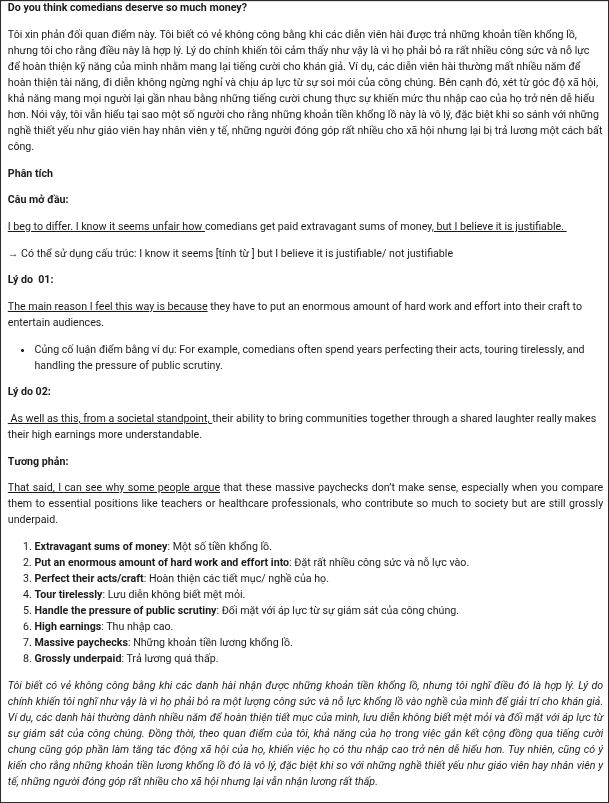 Do you think comedians deserve so much money?
Tôi xin phản đối quan điểm này. Tôi biết có vẻ không công bằng khi các diễn viên hài được trả những khoản tiền khổng lồ,
nhưng tôi cho rằng điều này là hợp lý. Lý do chính khiến tôi cảm thấy như vậy là vì họ phải bỏ ra rất nhiều công sức và nỗ lực
để hoàn thiện kỹ năng của mình nhằm mang lại tiếng cười cho khán giả. Ví dụ, các diễn viên hài thường mất nhiều năm để
hoàn thiện tài năng, đi diễn không ngừng nghỉ và chịu áp lực từ sự soi mói của công chúng. Bên cạnh đó, xét từ góc độ xã hội,
khả năng mang mọi người lại gần nhau bằng những tiếng cười chung thực sự khiến mức thu nhập cao của họ trở nên dễ hiểu
hơn. Nói vậy, tôi vẫn hiểu tại sao một số người cho rằng những khoản tiền khổng lồ này là vô lý, đặc biệt khi so sánh với những
nghề thiết yếu như giáo viên hay nhân viên y tế, những người đóng góp rất nhiều cho xã hội nhưng lại bị trả lương một cách bất
công.
Phân tích
Câu mở đầu:
I beg to differ. I know it seems unfair how comedians get paid extravagant sums of money, but I believe it is justifiable.
→ Có thể sử dụng cấu trúc: I know it seems [tính từ ] but I believe it is justifiable/ not justifiable
Lý do 01:
The main reason I feel this way is because they have to put an enormous amount of hard work and effort into their craft to
entertain audiences.
• Củng cố luận điểm bằng ví dụ: For example, comedians often spend years perfecting their acts, touring tirelessly, and
handling the pressure of public scrutiny.
Lý do 02:
As well as this, from a societal standpoint, their ability to bring communities together through a shared laughter really makes
their high earnings more understandable.
Tương phản:
That said, I can see why some people argue that these massive paychecks don't make sense, especially when you compare
them to essential positions like teachers or healthcare professionals, who contribute so much to society but are still grossly
underpaid.
1. Extravagant sums of money: Một số tiền khổng lồ.
2. Put an enormous amount of hard work and effort into: Đặt rất nhiều công sức và nỗ lực vào.
3. Perfect their acts/craft: Hoàn thiện các tiết mục/ nghề của họ.
4. Tour tirelessly: Lưu diễn không biết mệt mỏi.
5. Handle the pressure of public scrutiny: Đối mặt với áp lực từ sự giám sát của công chúng.
6. High earnings: Thu nhập cao.
7. Massive paychecks: Những khoản tiền lương khổng lồ.
8. Grossly underpaid: Trả lương quá thấp.
Tôi biết có vẻ không công bằng khi các danh hài nhận được những khoản tiền khổng lồ, nhưng tôi nghĩ điều đó là hợp lý. Lý do
chính khiến tôi nghĩ như vậy là vì họ phải bỏ ra một lượng công sức và nỗ lực khổng lồ vào nghề của mình để giải trí cho khán giả.
Ví dụ, các danh hài thường dành nhiều năm để hoàn thiện tiết mục của mình, lưu diễn không biết mệt mỏi và đối mặt với áp lực từ
sự giám sát của công chúng. Đồng thời, theo quan điểm của tôi, khả năng của họ trong việc gắn kết cộng đồng qua tiếng cười
chung cũng góp phần làm tăng tác động xã hội của họ, khiến việc họ có thu nhập cao trở nên dễ hiểu hơn. Tuy nhiên, cũng có ý
kiến cho rằng những khoản tiền lương khổng lồ đó là vô lý, đặc biệt khi so với những nghề thiết yếu như giáo viên hay nhân viên y
tế, những người đóng góp rất nhiều cho xã hội nhưng lại vẫn nhận lương rất thấp.